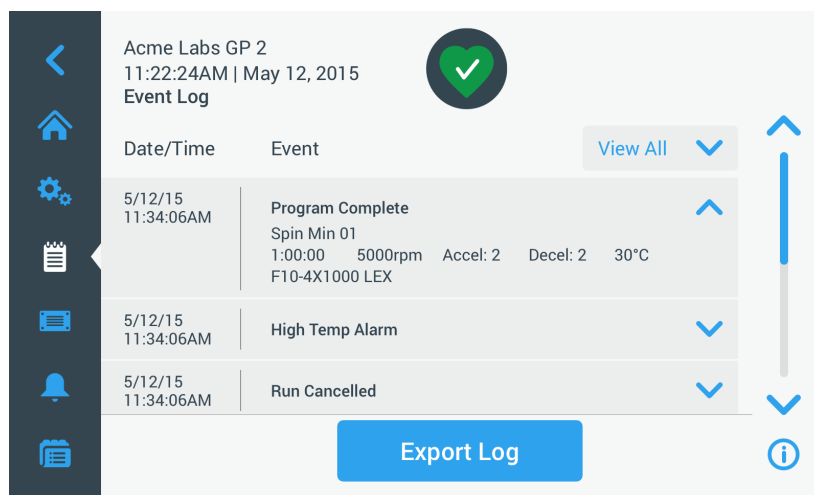 Acme Labs GP 2
11:22:24AM | May 12, 2015
Event Log
Date/Time Event View All
5/12/15
11:34:06AM
Program Complete
Spin Min 01
1:00:00 5000rpm Accel: 2 Decel: 2 30°C
F10-4X1000 LEX
5/12/15
11:34:06AM
High Temp Alarm
5/12/15
11:34:06AM
Run Cancelled
Export Log